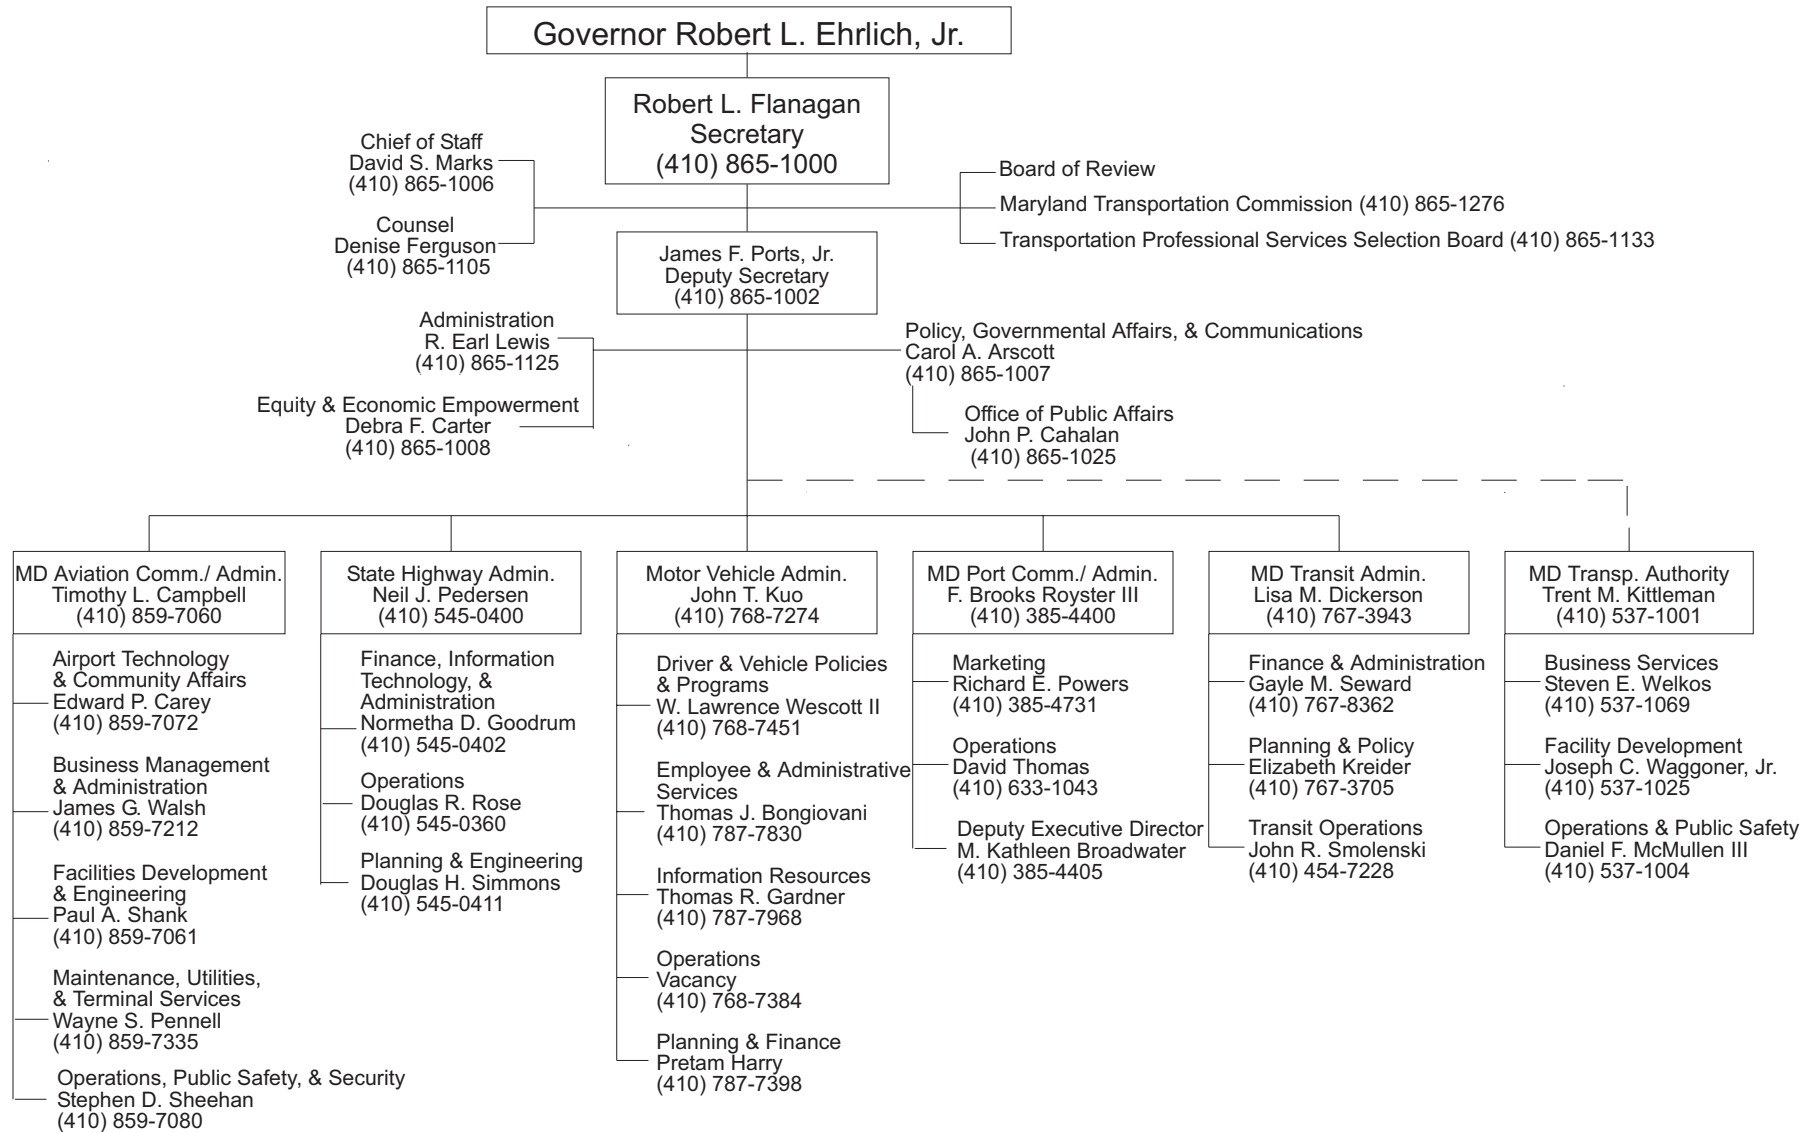 Governor Robert L. Ehrlich, Jr.
Robert L. Flanagan
Secretary
(410) 865-1000
Chief of Staff
David S. Marks
(410) 865-1006
Counsel
Denise Ferguson
(410) 865-1105
Board of Review
Maryland Transportation Commission (410) 865-1276
Transportation Professional Services Selection Board (410) 865-1133
James F. Ports, Jr.
Deputy Secretary
(410) 865-1002
Administration
R. Earl Lewis
(410) 865-1125
Equity & Economic Empowerment
Debra F. Carter
(410) 865-1008
Policy, Governmental Affairs, & Communications
Carol A. Arscott
(410) 865-1007
Office of Public Affairs
John P. Cahalan
(410) 865-1025
MD Aviation Comm./ Admin.
Timothy L. Campbell
(410) 859-7060
Airport Technology
& Community Affairs
Edward P. Carey
(410) 859-7072
Business Management
& Administration
James G. Walsh
(410) 859-7212
Facilities Development
& Engineering
Paul A. Shank
(410) 859-7061
Maintenance, Utilities,
& Terminal Services
Wayne S. Pennell
(410) 859-7335
Operations, Public Safety, & Security
Stephen D. Sheehan
(410) 859-7080
State Highway Admin.
Neil J. Pedersen
(410) 545-0400
Finance, Information
Technology, &
Administration
Normetha D. Goodrum
(410) 545-0402
Operations
Douglas R. Rose
(410) 545-0360
Planning & Engineering
Douglas H. Simmons
(410) 545-0411
Motor Vehicle Admin.
John T. Kuo
(410) 768-7274
Driver & Vehicle Policies
& Programs
W. Lawrence Wescott II
(410) 768-7451
Employee & Administrative
Services
Thomas J. Bongiovani
(410) 787-7830
Information Resources
Thomas R. Gardner
(410) 787-7968
Operations
Vacancy
(410) 768-7384
Planning & Finance
Pretam Harry
(410) 787-7398
MD Port Comm./ Admin.
F. Brooks Royster III
(410) 385-4400
Marketing
Richard E. Powers
(410) 385-4731
Operations
David Thomas
(410) 633-1043
Deputy Executive Director
M. Kathleen Broadwater
(410) 385-4405
MD Transit Admin.
Lisa M. Dickerson
(410) 767-3943
Finance & Administration
Gayle M. Seward
(410) 767-8362
Planning & Policy
Elizabeth Kreider
(410) 767-3705
Transit Operations
John R. Smolenski
(410) 454-7228
MD Transp. Authority
Trent M. Kittleman
(410) 537-1001
Business Services
Steven E. Welkos
(410) 537-1069
Facility Development
Joseph C. Waggoner, Jr.
(410) 537-1025
Operations & Public Safety
Daniel F. McMullen III
(410) 537-1004